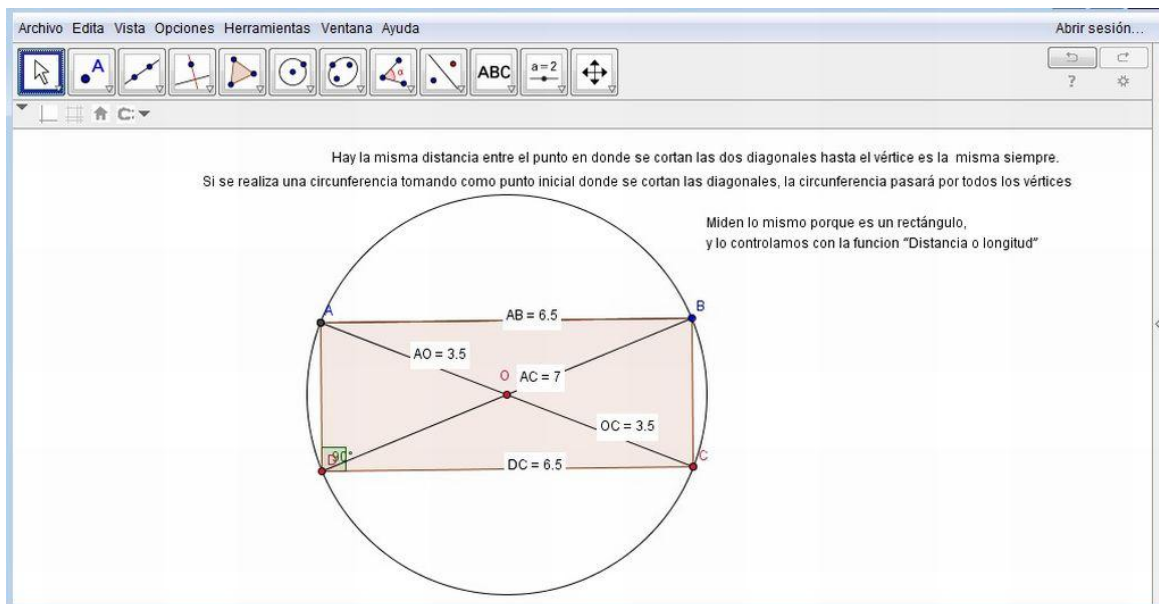 Archivo Edita Vista Opciones Herramientas Ventana Ayuda
Abrir sesión...
A
α
ABC
a=2
?
C:
Hay la misma distancia entre el punto en donde se cortan las dos diagonales hasta el vértice es la misma siempre.
Si se realiza una circunferencia tomando como punto inicial donde se cortan las diagonales, la circunferencia pasará por todos los vértices
Miden lo mismo porque es un rectángulo,
y lo controlamos con la funcion "Distancia o longitud"
A
B
AB = 6.5
AO = 3.5
O
AC = 7
OC = 3.5
D
90°
DC = 6.5
C